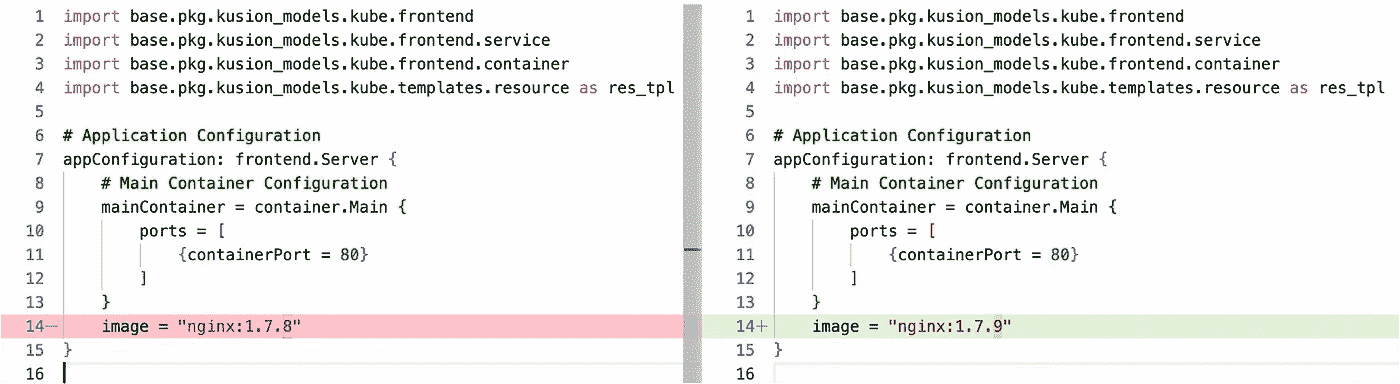 1 import base.pkg.kusion_models.kube.frontend
2 import base.pkg.kusion_models.kube.frontend.service
3 import base.pkg.kusion_models.kube.frontend.container
4 import base.pkg.kusion_models.kube.templates.resource as res_tpl
5
6 # Application Configuration
7 appConfiguration: frontend.Server {
8     # Main Container Configuration
9     mainContainer = container.Main {
10         ports = [
11             {containerPort = 80}
12         ]
13     }
14—     image = "nginx:1.7.8"
15 }
16
1 import base.pkg.kusion_models.kube.frontend
2 import base.pkg.kusion_models.kube.frontend.service
3 import base.pkg.kusion_models.kube.frontend.container
4 import base.pkg.kusion_models.kube.templates.resource as res_tpl
5
6 # Application Configuration
7 appConfiguration: frontend.Server {
8     # Main Container Configuration
9     mainContainer = container.Main {
10         ports = [
11             {containerPort = 80}
12         ]
13     }
14+     image = "nginx:1.7.9"
15 }
16